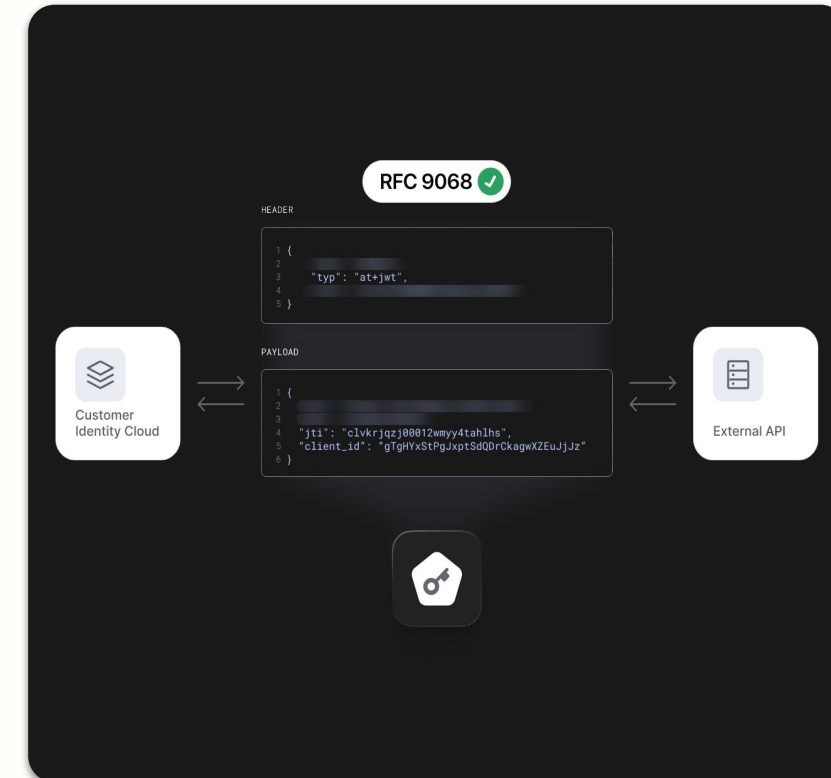 RFC 9068
HEADER
1 {
2
3 "typ": "at+jwt",
4
5 }
Customer
Identity Cloud
PAYLOAD
1 {
2
3
4 "jti": "clvkrjqzj00012wmyy4tahlhs",
5 "client_id": “gTgHYxStPgJxptSdQDrCkagwXZEuJjJz”
6 }
External API